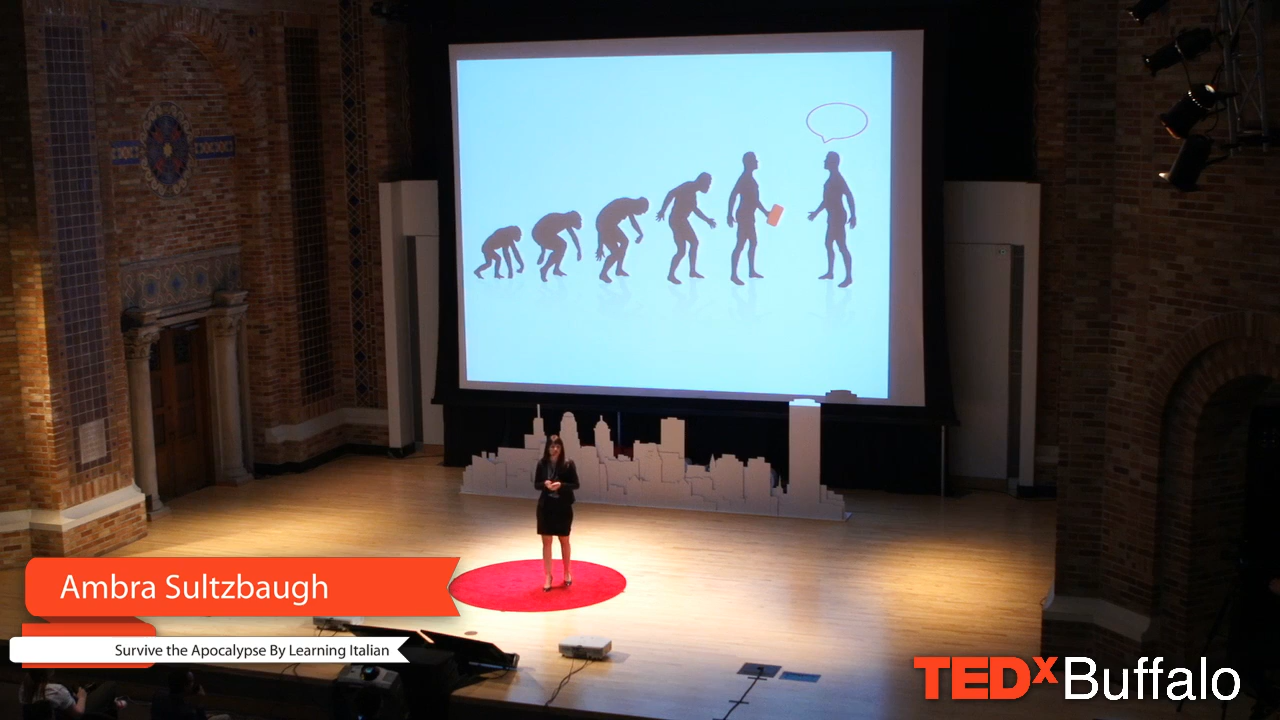 Ambra Sultzbaugh
Survive the Apocalypse By Learning Italian
TEDxBuffalo